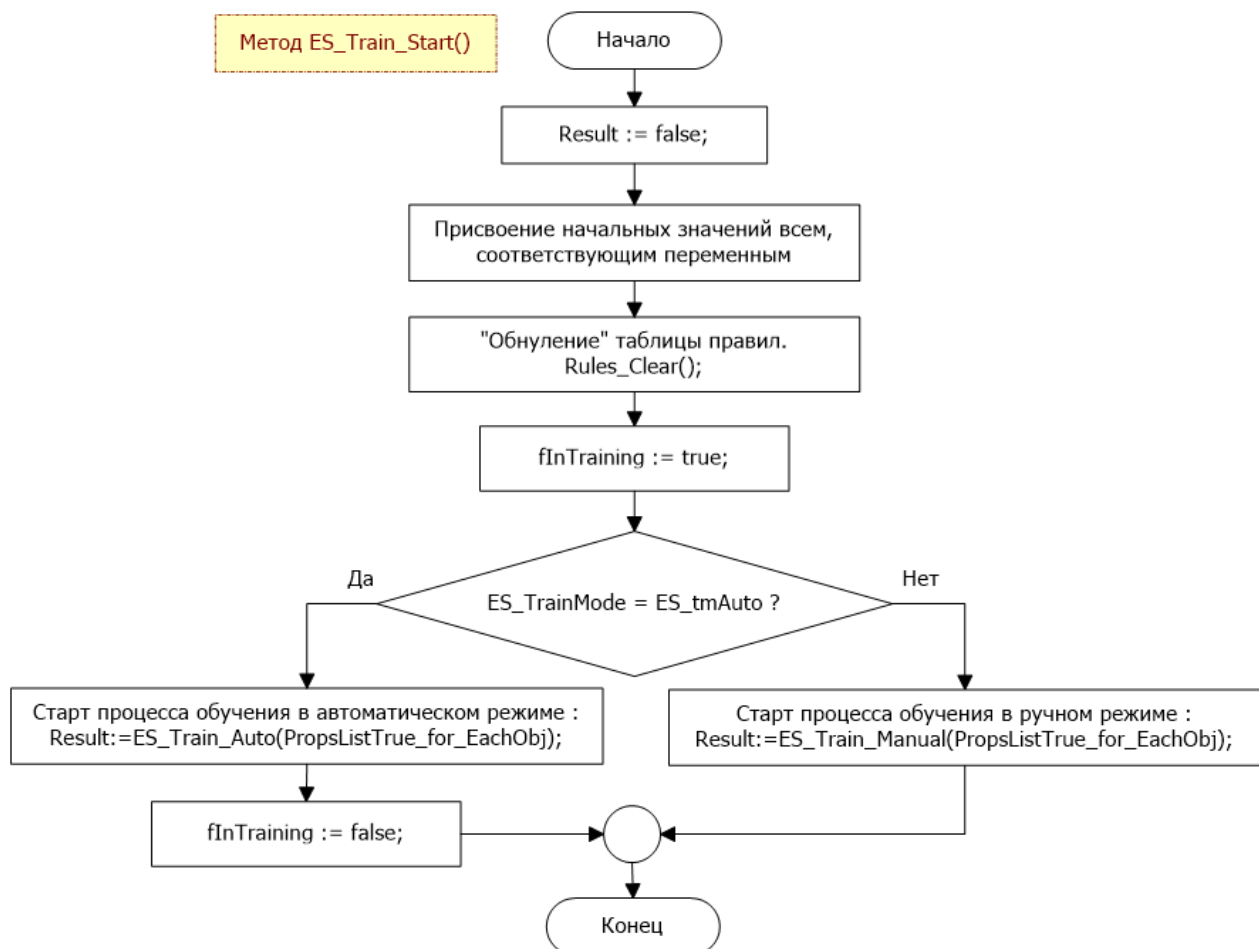 Метод ES_Train_Start()
Начало
Result := false;
Присвоение начальных значений всем,
соответствующим переменным
"Обнуление" таблицы правил.
Rules_Clear();
fInTraining := true;
Да
Нет
ES_TrainMode = ES_tmAuto ?
Старт процесса обучения в автоматическом режиме :
Result:=ES_Train_Auto(PropsListTrue_for_EachObj);
Старт процесса обучения в ручном режиме :
Result:=ES_Train_Manual(PropsListTrue_for_EachObj);
fInTraining := false;
Конец